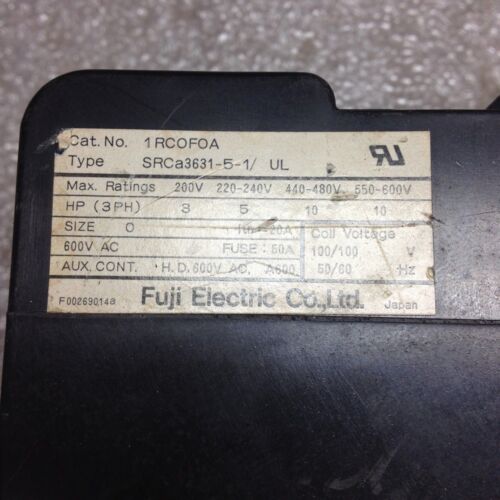 Cat. No. 1RCOFOA
Type SRCa3631-5-1/ UL
Max. Ratings 200V 220-240V 440-480V 550-600V
HP (3PH) 3 5 10 10
SIZE 0 20A Coil Voltage
600V AC FUSE: 50A 100/100 V
AUX. CONT. H.D. 600V AC, A600 50/60 Hz
F00269014a Fuji Electric Co.,Ltd. Japan